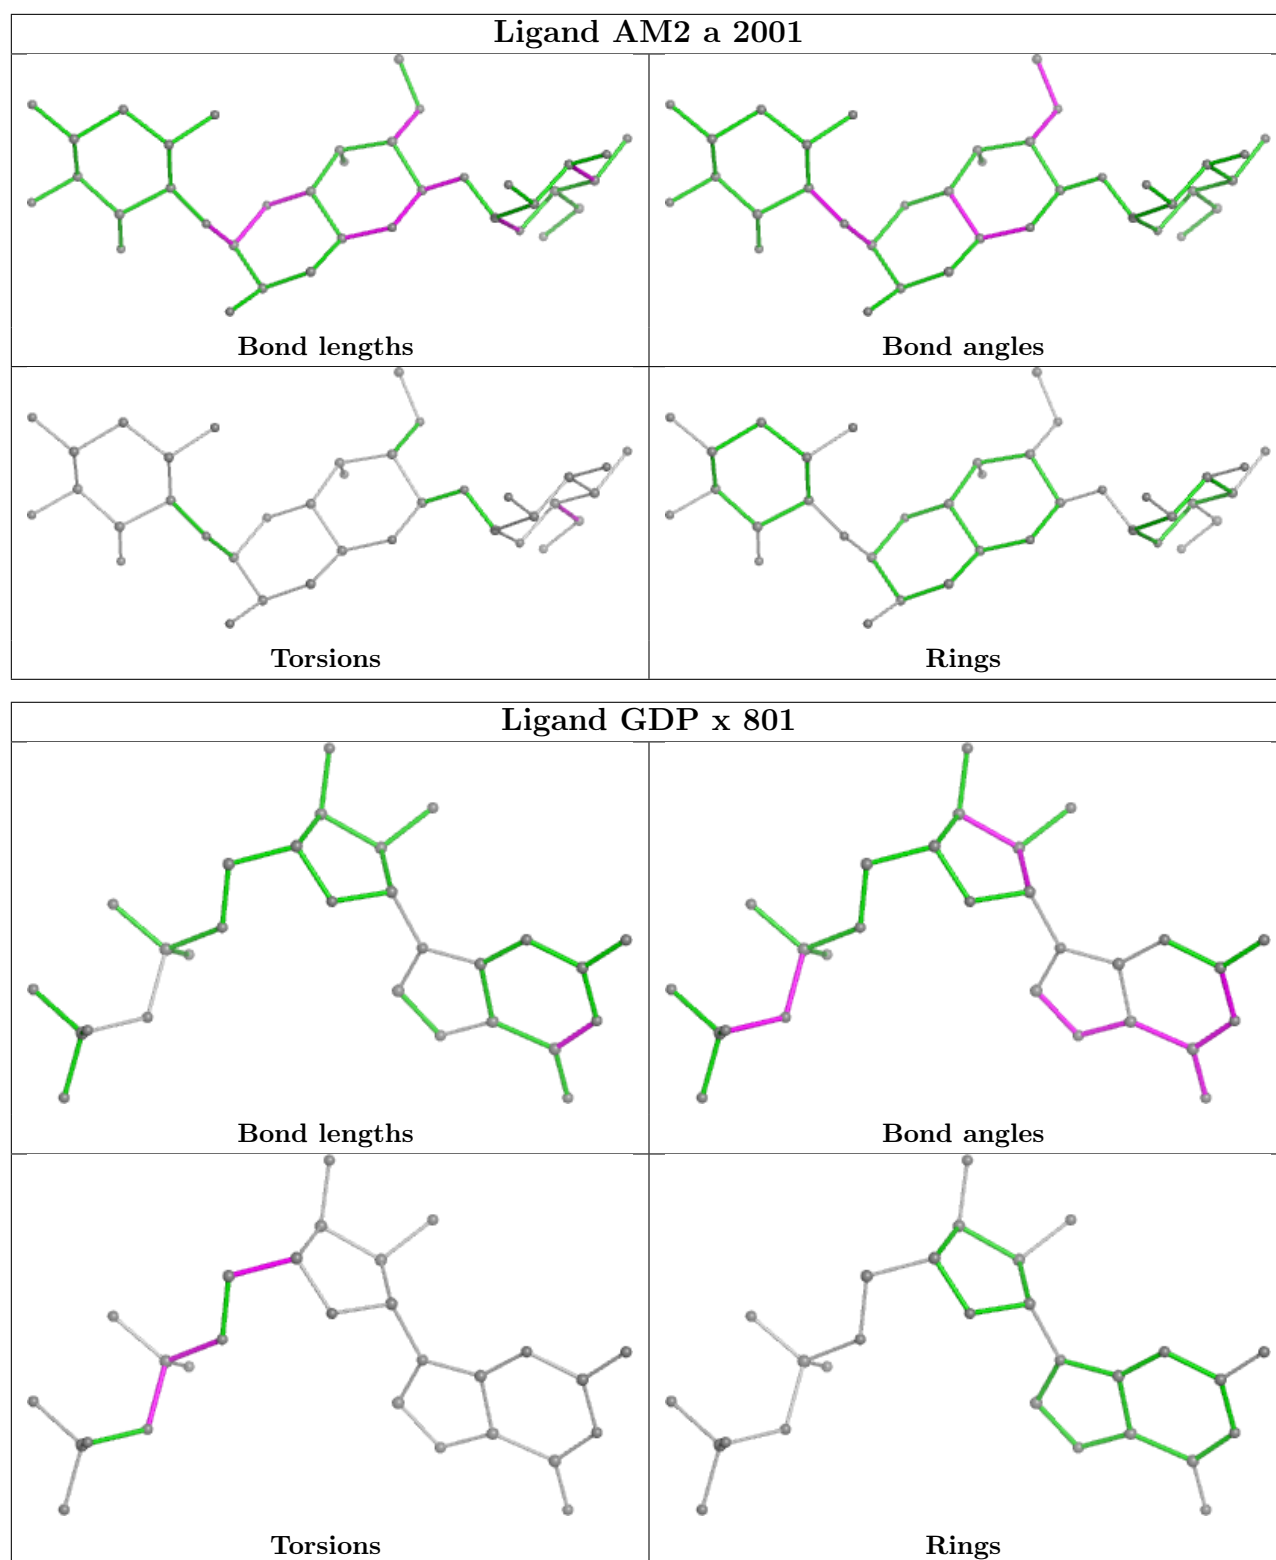 Ligand AM2 a 2001
Bond lengths
Bond angles
Torsions
Rings
Ligand GDP x 801
Bond lengths
Bond angles
Torsions
Rings